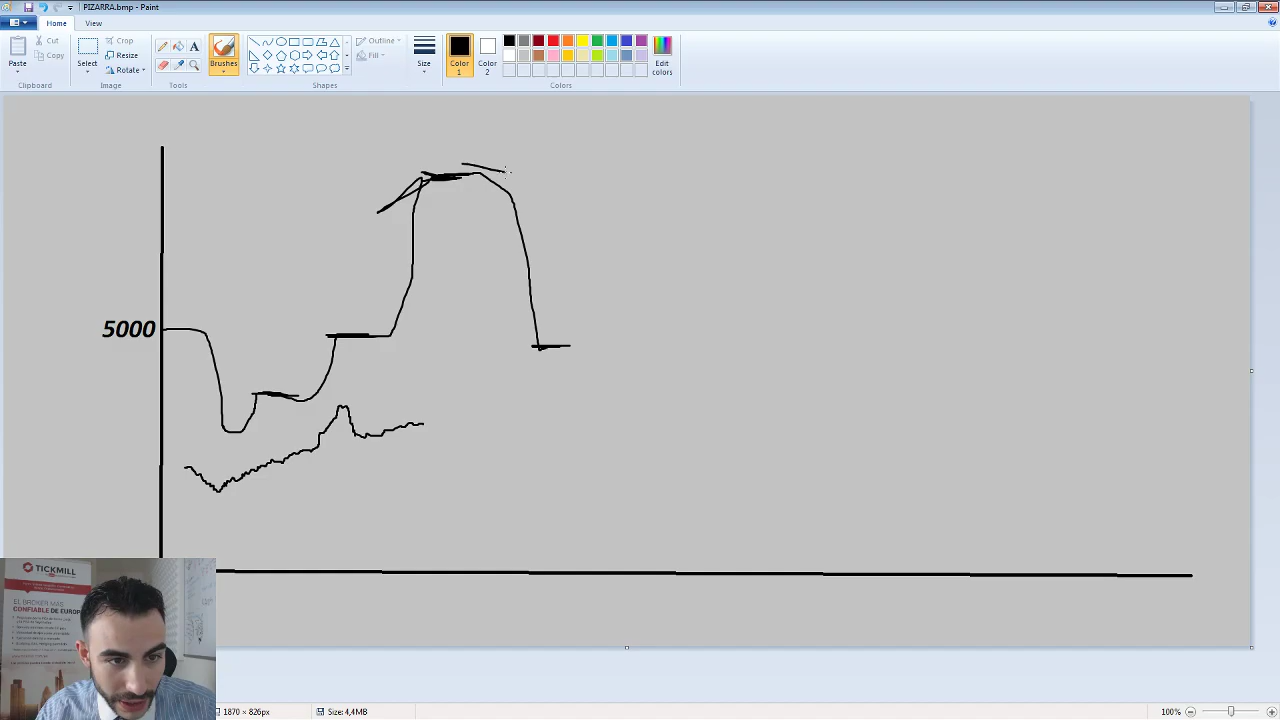 PIZARRA.bmp - Paint
Home
View
Paste
Cut
Copy
Clipboard
Select
Crop
Resize
Rotate
Image
Tools
Brushes
Shapes
Outline
Fill
Size
Color 1
Color 2
Edit colors
Colors
5000
TICKMILL
EL BROKER MAS
CONFIABLE DE EUROPA
1870 × 826px
Size: 4,4MB
100%